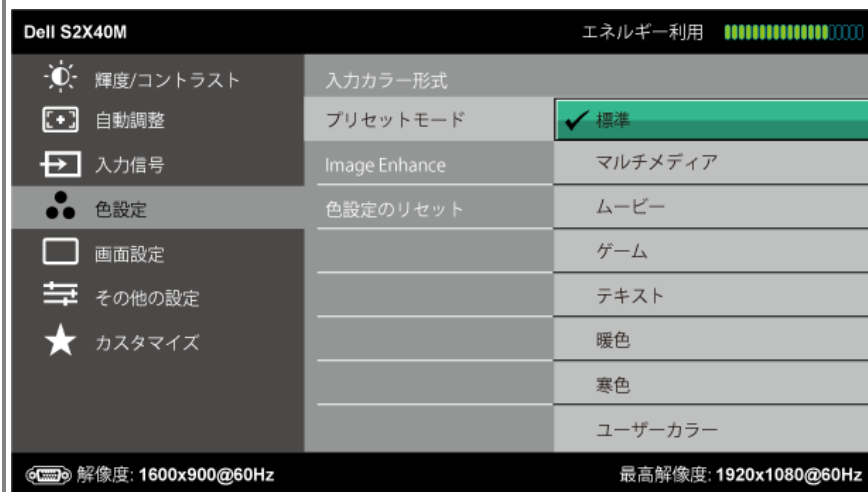 Dell S2X40M
エネルギー利用
輝度/コントラスト
自動調整
入力信号
色設定
画面設定
その他の設定
カスタマイズ
入力カラー形式
プリセットモード
Image Enhance
色設定のリセット
標準
マルチメディア
ムービー
ゲーム
テキスト
暖色
寒色
ユーザーカラー
解像度: 1600x900@60Hz
最高解像度: 1920x1080@60Hz